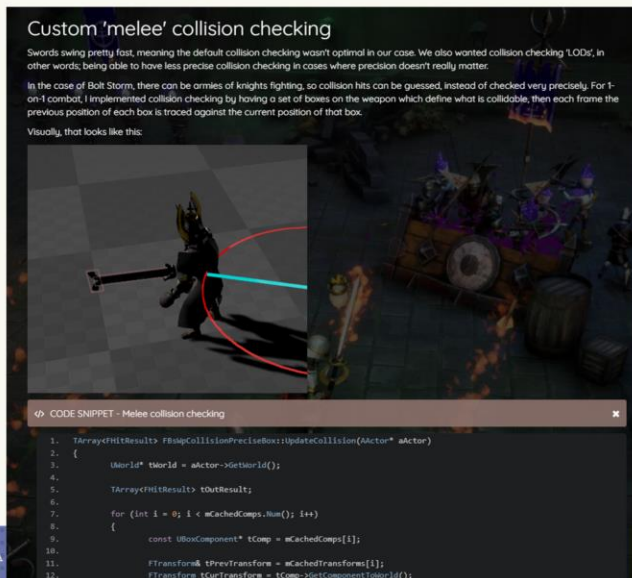 Custom 'melee' collision checking
Swords swing pretty fast, meaning the default collision checking wasn't optimal in our case. We also wanted collision checking 'LODs', in
other words; being able to have less precise collision checking in cases where precision doesn't really matter.
In the case of Bolt Storm, there can be armies of knights fighting, so collision hits can be guessed, instead of checked very precisely. For 1-
on-1 combat, I implemented collision checking by having a set of boxes on the weapon which define what is collidable, then each frame the
previous position of each box is traced against the current position of that box.
Visually, that looks like this:
</> CODE SNIPPET - Melee collision checking ×
1. TArray<FHitResult> FBsWpCollisionPreciseBox::UpdateCollision(AActor* aActor)
2. {
3. UWorld* tWorld = aActor->GetWorld();
4.
5. TArray<FHitResult> tOutResult;
6.
7. for (int i = 0; i < mCachedComps.Num(); i++)
8. {
9. const UBoxComponent* tComp = mCachedComps[i];
10.
11. FTransform& tPrevTransform = mCachedTransforms[i];
12. FTransform tCurTransform = tComp->GetComponentToWorld();